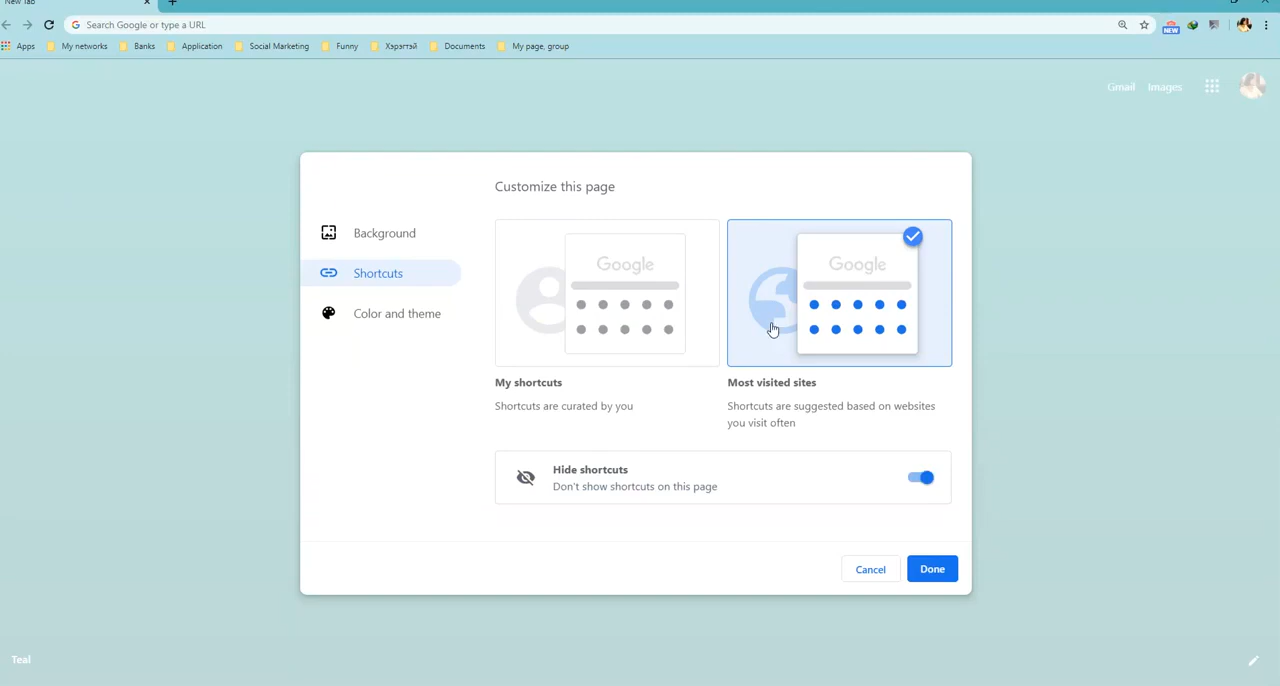 New Tab
Search Google or type a URL
NEW
Apps My networks Banks Application Social Marketing Funny Хэрэгтэй Documents My page, group
Gmail Images
Customize this page
Background
Shortcuts
Color and theme
Google
Google
My shortcuts
Shortcuts are curated by you
Most visited sites
Shortcuts are suggested based on websites
you visit often
Hide shortcuts
Don't show shortcuts on this page
Cancel Done
Teal